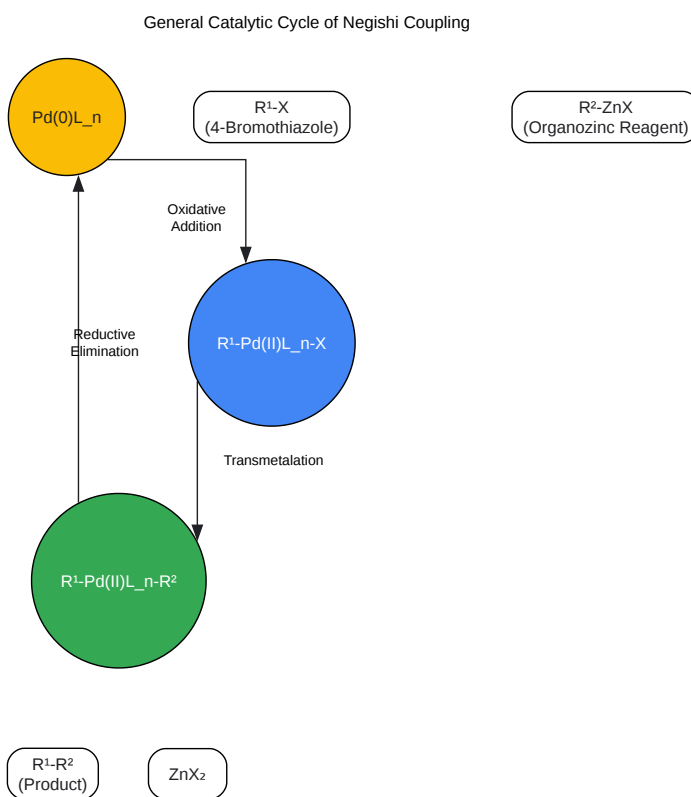 General Catalytic Cycle of Negishi Coupling
Pd(0)L_n
R¹-X
(4-Bromothiazole)
R²-ZnX
(Organozinc Reagent)
Oxidative
Addition
R¹-Pd(II)L_n-X
Reductive
Elimination
Transmetalation
R¹-Pd(II)L_n-R²
R¹-R²
(Product)
ZnX₂